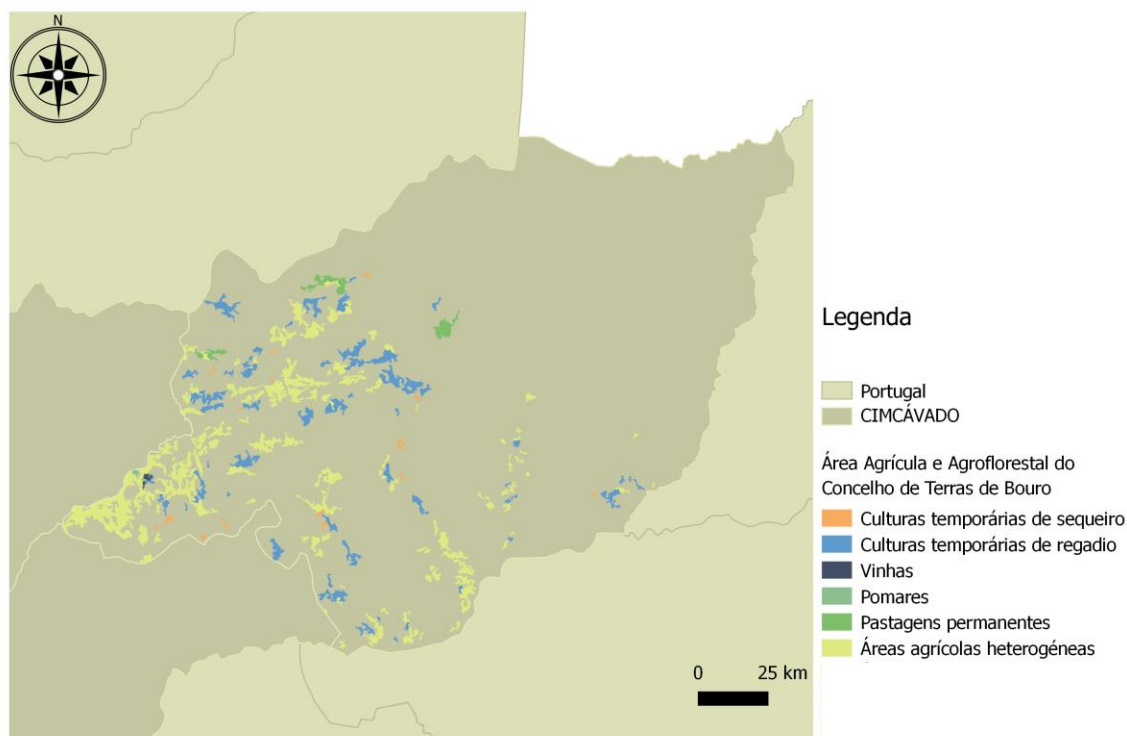 N
Legenda
Portugal
CIMCÁVADO
Área Agrícola e Agroflorestal do
Concelho de Terras de Bouro
Culturas temporárias de sequeiro
Culturas temporárias de regadio
Vinhas
Pomares
Pastagens permanentes
Áreas agrícolas heterogéneas
0 25 km